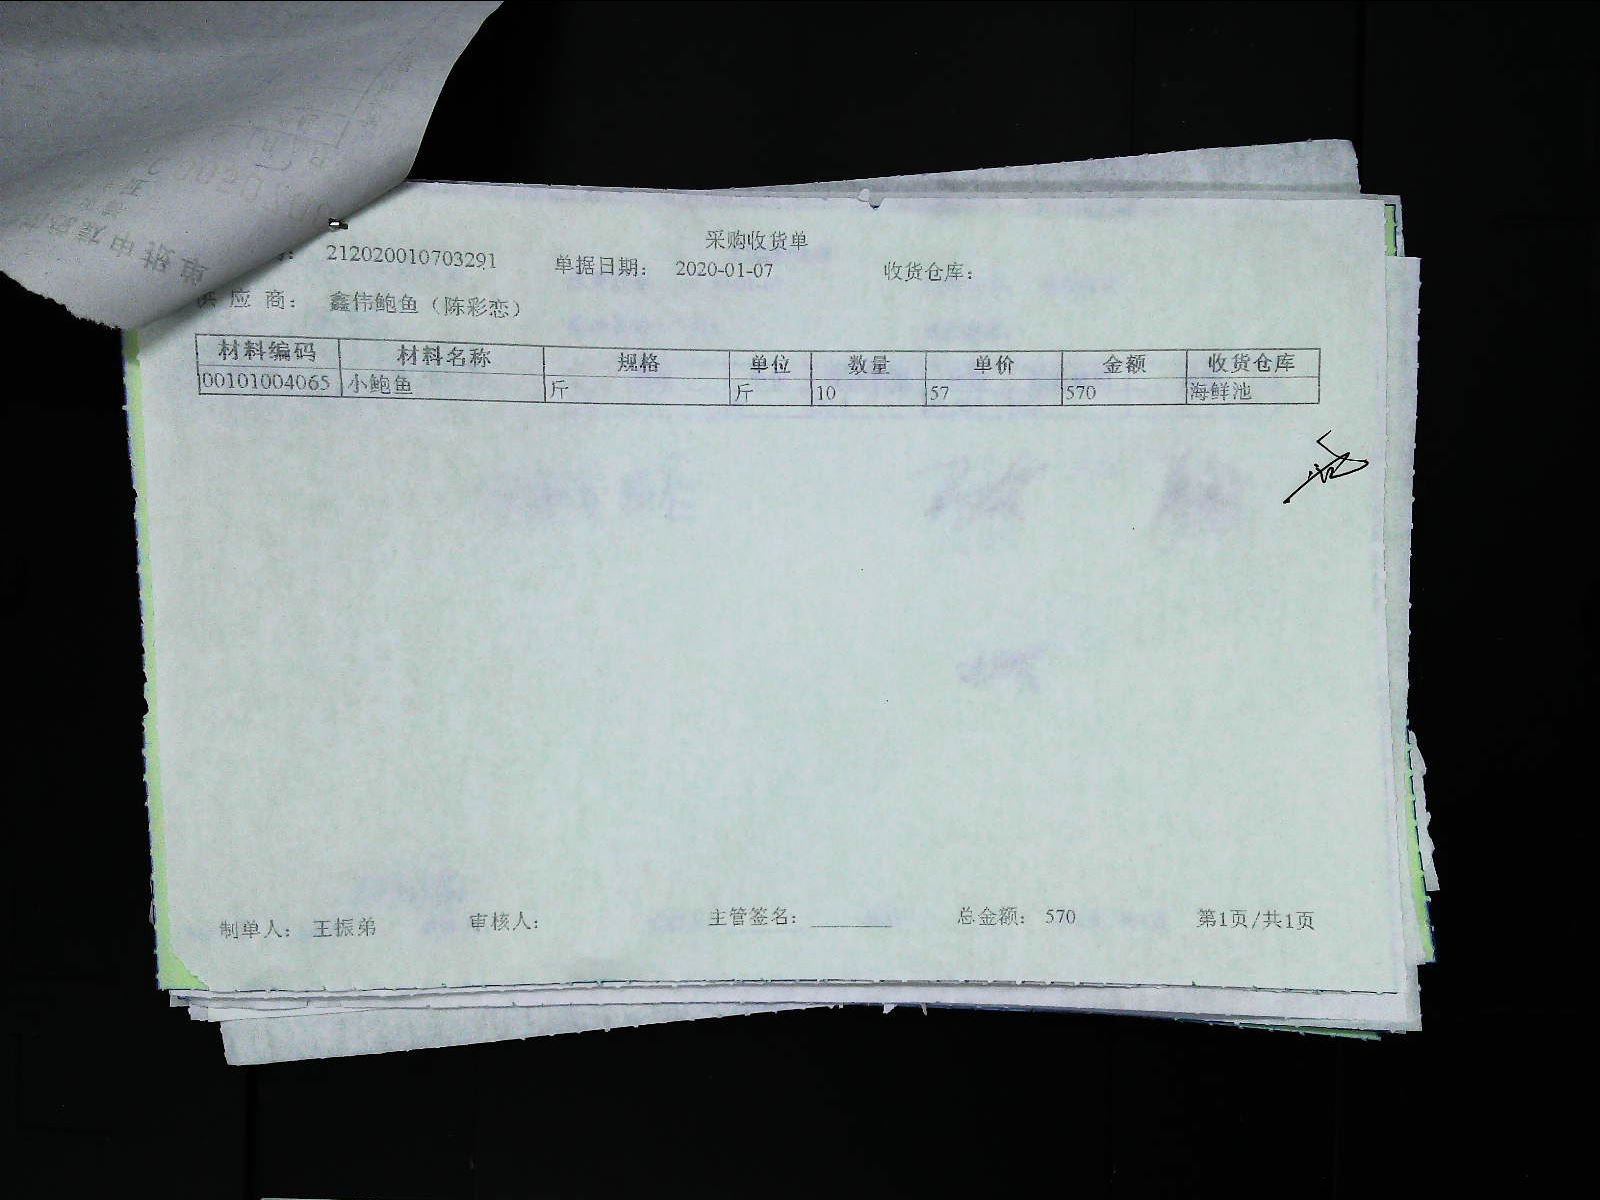 采购收货单
212020010703291 单据日期： 2020-01-07 收货仓库：
供 应 商： 鑫伟鲍鱼（陈彩恋）
材料编码 材料名称 规格 单位 数量 单价 金额 收货仓库
00101004065 小鲍鱼 斤 斤 10 57 570 海鲜池
制单人： 王振弟 审核人： 主管签名： 总金额： 570 第1页/共1页